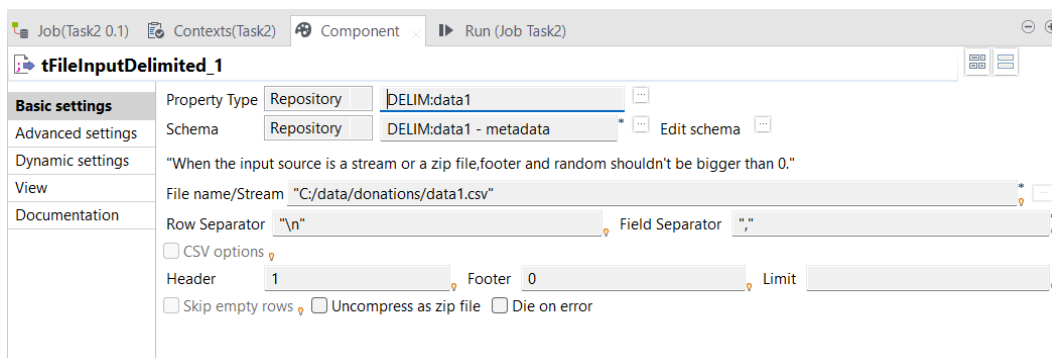 Job(Task2 0.1) Contexts(Task2) Component Run (Job Task2)
tFileInputDelimited_1
Basic settings
Advanced settings
Dynamic settings
View
Documentation
Property Type Repository DELIM:data1 ...
Schema Repository DELIM:data1 - metadata * ... Edit schema ...
"When the input source is a stream or a zip file,footer and random shouldn't be bigger than 0."
File name/Stream "C:/data/donations/data1.csv" * ...
Row Separator "\n" Field Separator ","
CSV options
Header 1 Footer 0 Limit
Skip empty rows Uncompress as zip file Die on error